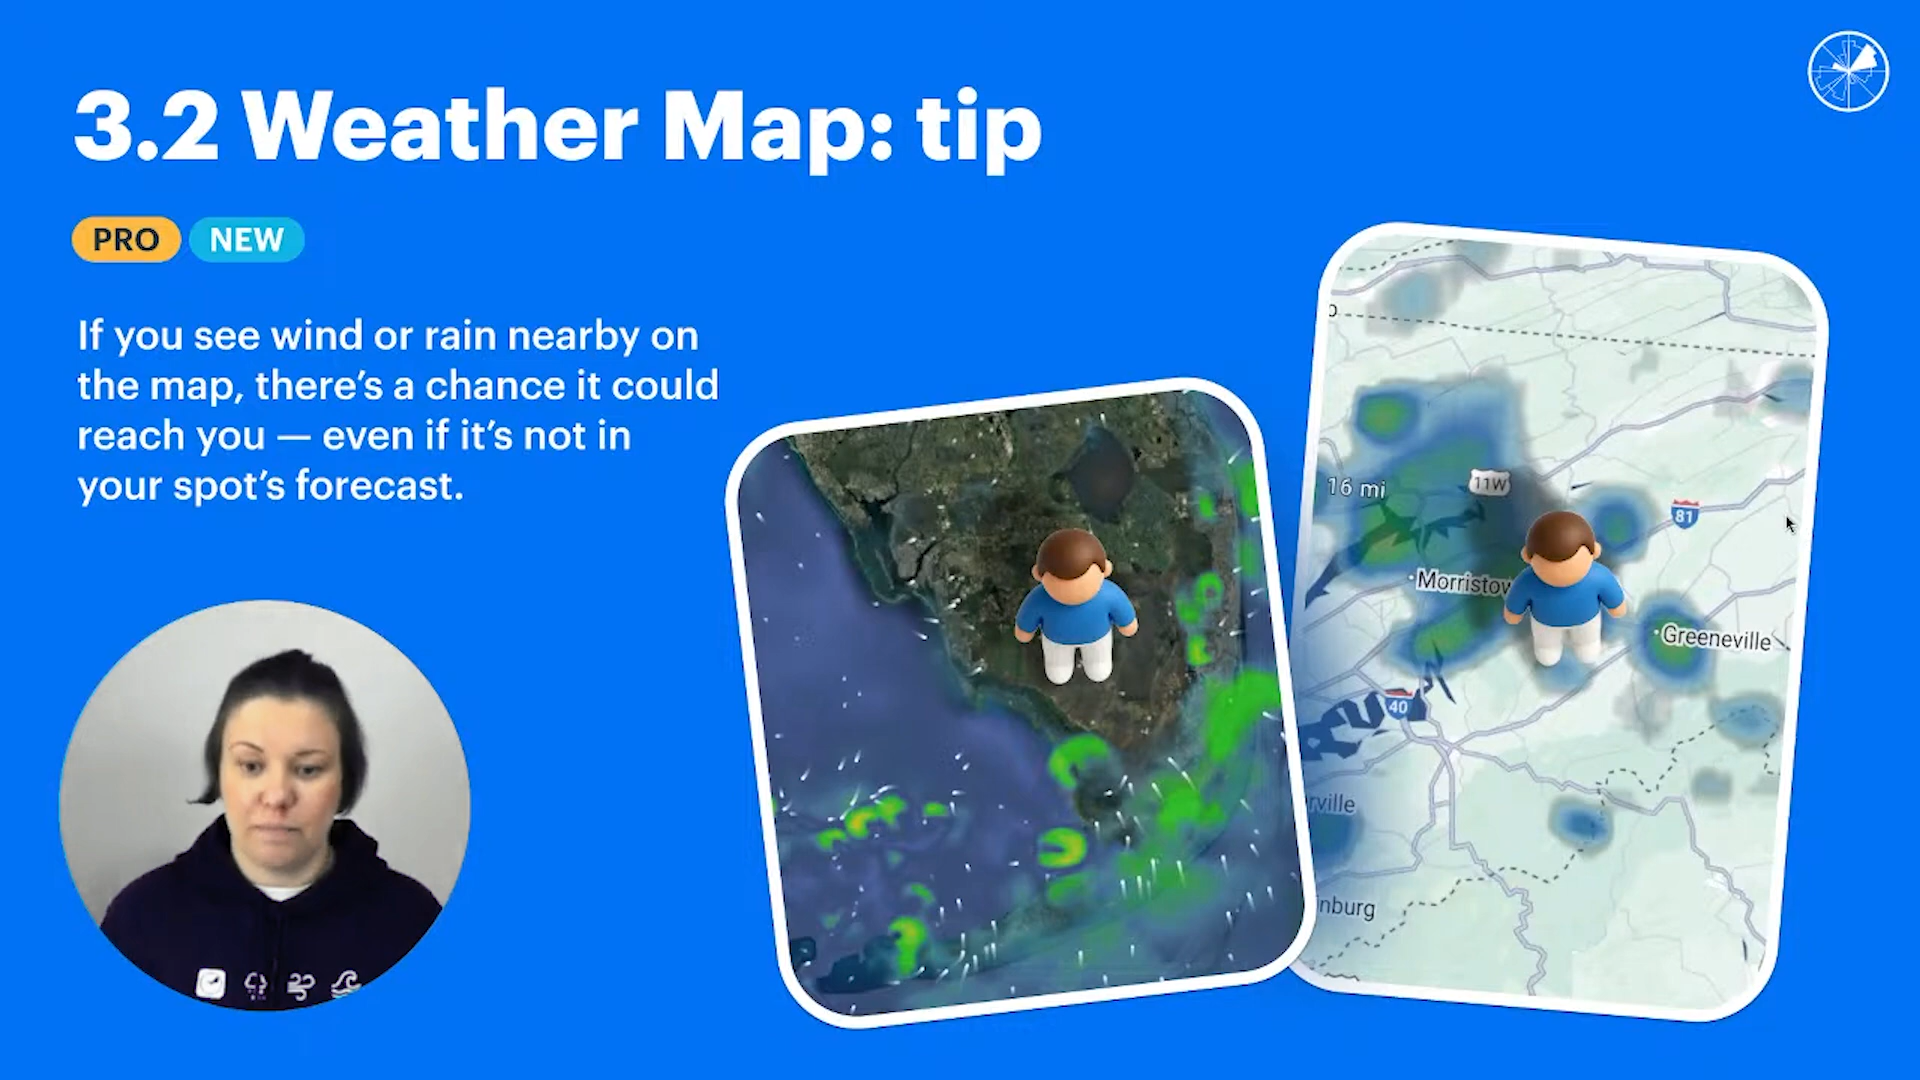 3.2 Weather Map: tip
PRO NEW
If you see wind or rain nearby on
the map, there’s a chance it could
reach you — even if it’s not in
your spot’s forecast.
16 mi
11W
81
Morristow
Greeneville
40
rville
inburg